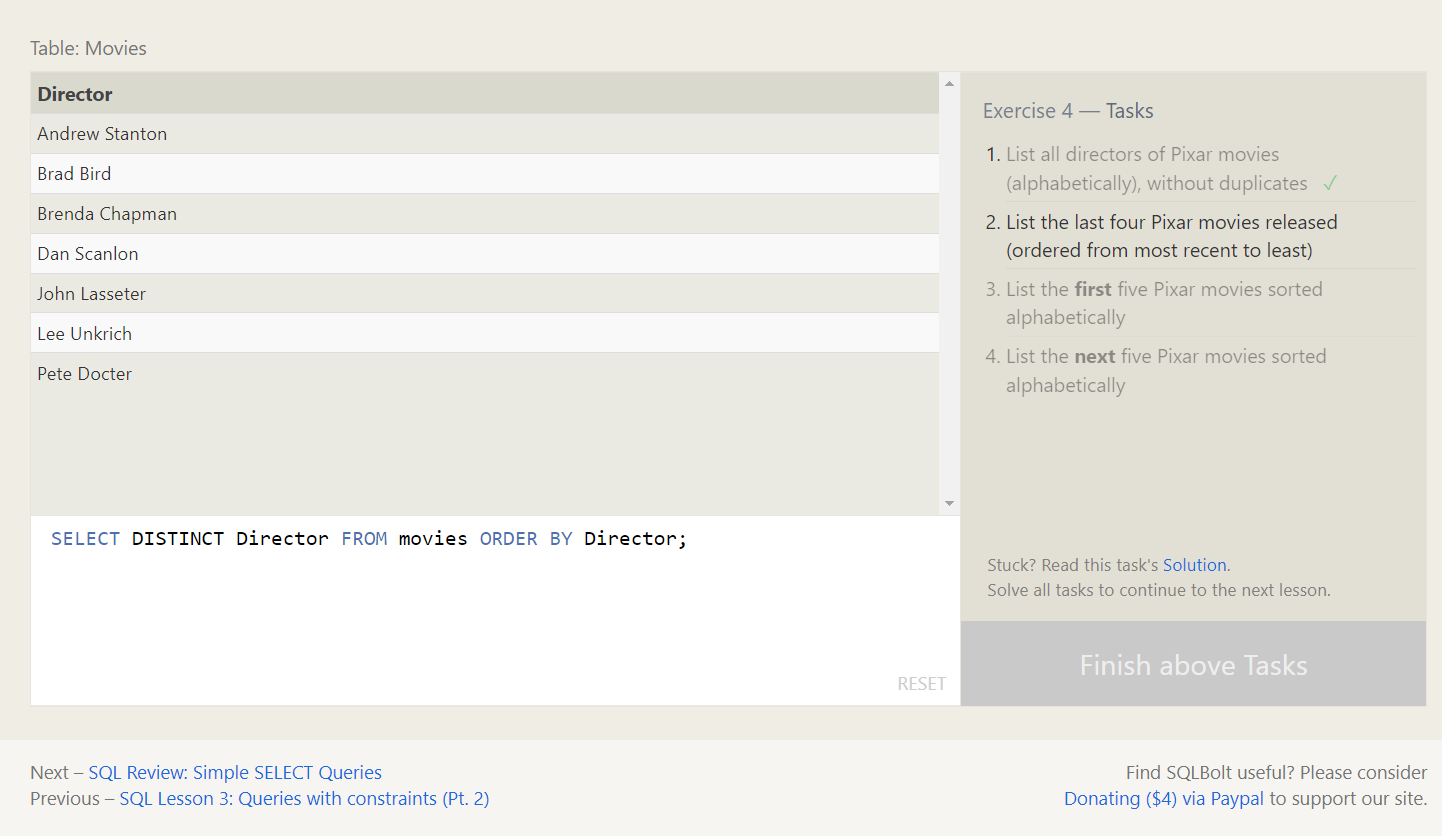 Table: Movies
Director
Andrew Stanton
Brad Bird
Brenda Chapman
Dan Scanlon
John Lasseter
Lee Unkrich
Pete Docter
SELECT DISTINCT Director FROM movies ORDER BY Director;
RESET
Exercise 4 — Tasks
1. List all directors of Pixar movies
(alphabetically), without duplicates ✓
2. List the last four Pixar movies released
(ordered from most recent to least)
3. List the first five Pixar movies sorted
alphabetically
4. List the next five Pixar movies sorted
alphabetically
Stuck? Read this task's Solution.
Solve all tasks to continue to the next lesson.
Finish above Tasks
Next – SQL Review: Simple SELECT Queries
Previous – SQL Lesson 3: Queries with constraints (Pt. 2)
Find SQLBolt useful? Please consider
Donating ($4) via Paypal to support our site.